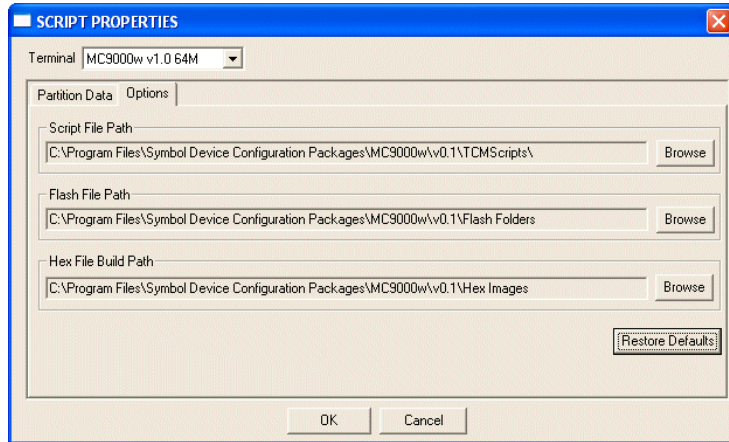 SCRIPT PROPERTIES
Terminal MC9000w v1.0 64M
Partition Data Options
Script File Path
C:\Program Files\Symbol Device Configuration Packages\MC9000w\v0.1\TCMScripts\ Browse
Flash File Path
C:\Program Files\Symbol Device Configuration Packages\MC9000w\v0.1\Flash Folders Browse
Hex File Build Path
C:\Program Files\Symbol Device Configuration Packages\MC9000w\v0.1\Hex Images Browse
Restore Defaults
OK Cancel